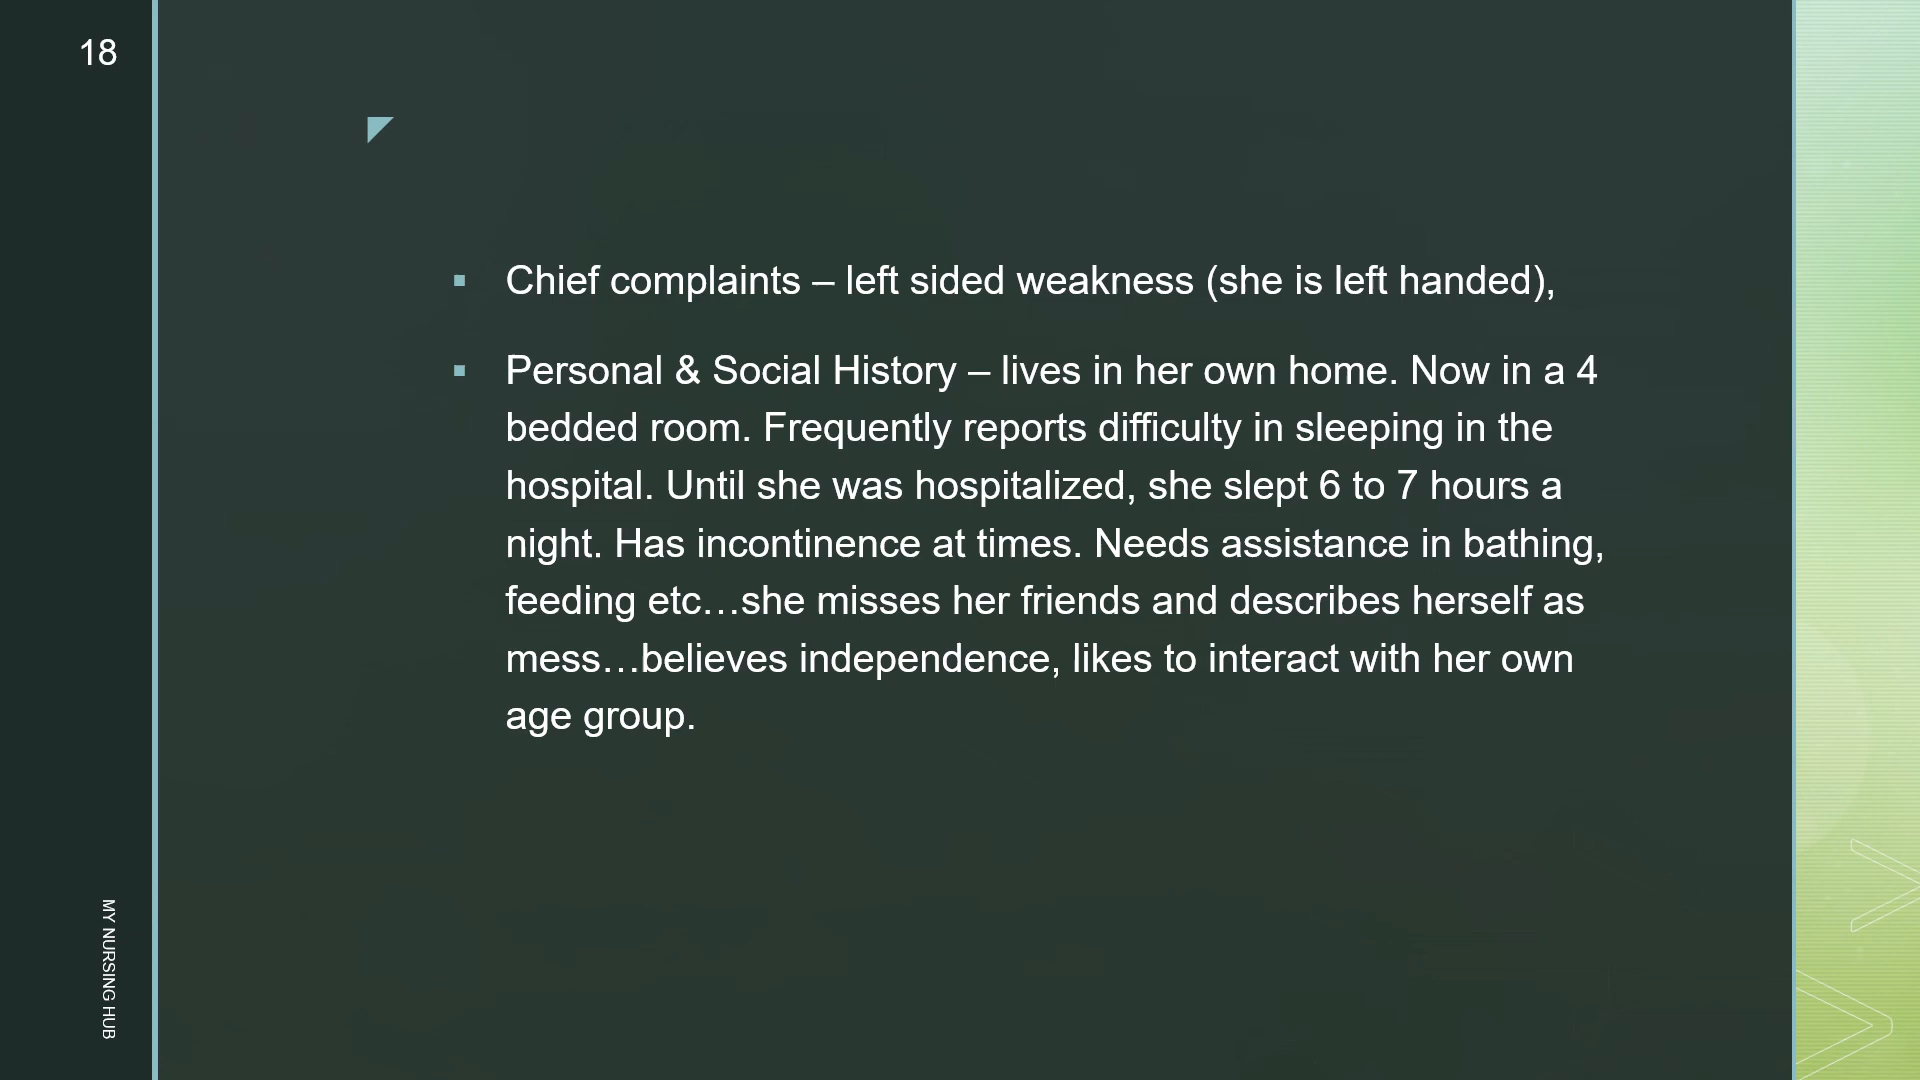 18
▪ Chief complaints – left sided weakness (she is left handed),
▪ Personal & Social History – lives in her own home. Now in a 4
bedded room. Frequently reports difficulty in sleeping in the
hospital. Until she was hospitalized, she slept 6 to 7 hours a
night. Has incontinence at times. Needs assistance in bathing,
feeding etc…she misses her friends and describes herself as
mess…believes independence, likes to interact with her own
age group.
MY NURSING HUB